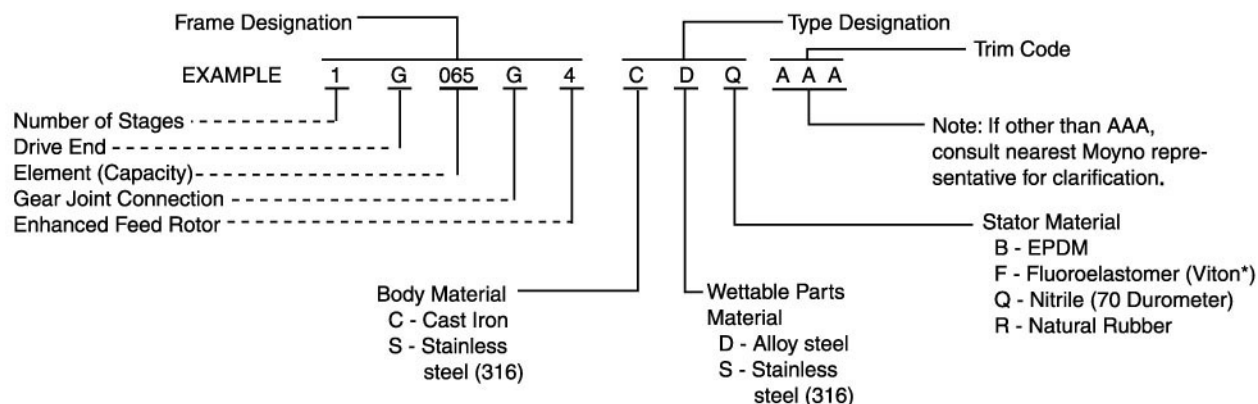 Frame Designation
Type Designation
Trim Code
EXAMPLE 1 G 065 G 4 C D Q A A A
Number of Stages
Drive End
Element (Capacity)
Gear Joint Connection
Enhanced Feed Rotor
Note: If other than AAA,
consult nearest Moyno repre-
sentative for clarification.
Body Material
C - Cast Iron
S - Stainless
steel (316)
Wettable Parts
Material
D - Alloy steel
S - Stainless
steel (316)
Stator Material
B - EPDM
F - Fluoroelastomer (Viton*)
Q - Nitrile (70 Durometer)
R - Natural Rubber